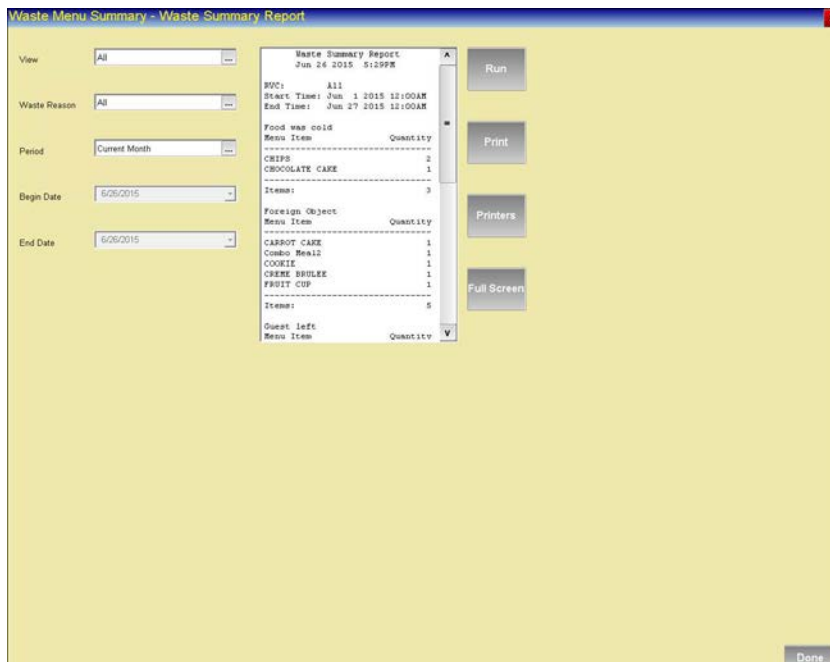 Waste Menu Summary - Waste Summary Report
View
All
...
Waste Reason
All
...
Period
Current Month
...
Begin Date
6/26/2015
End Date
6/26/2015
Waste Summary Report
Jun 26 2015 5:29PM
RVC: All
Start Time: Jun 1 2015 12:00AM
End Time: Jun 27 2015 12:00AM
Food was cold
Menu Item Quantity
----------------------------------
CHIPS 2
CHOCOLATE CAKE 1
----------------------------------
Items: 3
Foreign Object
Menu Item Quantity
----------------------------------
CARROT CAKE 1
Combo Meal2 1
COOKIE 1
CREME BRULEE 1
FRUIT CUP 1
----------------------------------
Items: 5
Guest left
Menu Item Quantity
Run
Print
Printers
Full Screen
Done